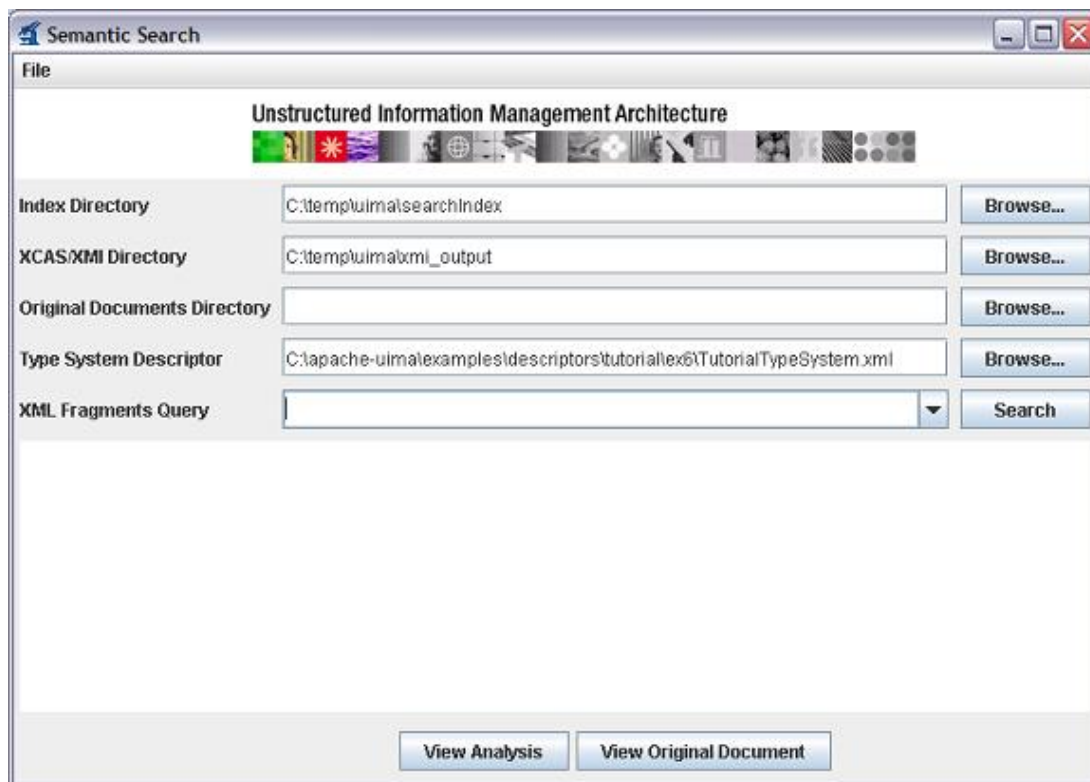 Semantic Search
File
Unstructured Information Management Architecture
Index Directory C:\temp\uima\searchIndex Browse...
XCAS/XMI Directory C:\temp\uima\xmi_output Browse...
Original Documents Directory Browse...
Type System Descriptor C:\apache-uima\examples\descriptors\tutorial\ex6\TutorialTypeSystem.xml Browse...
XML Fragments Query Search
View Analysis View Original Document